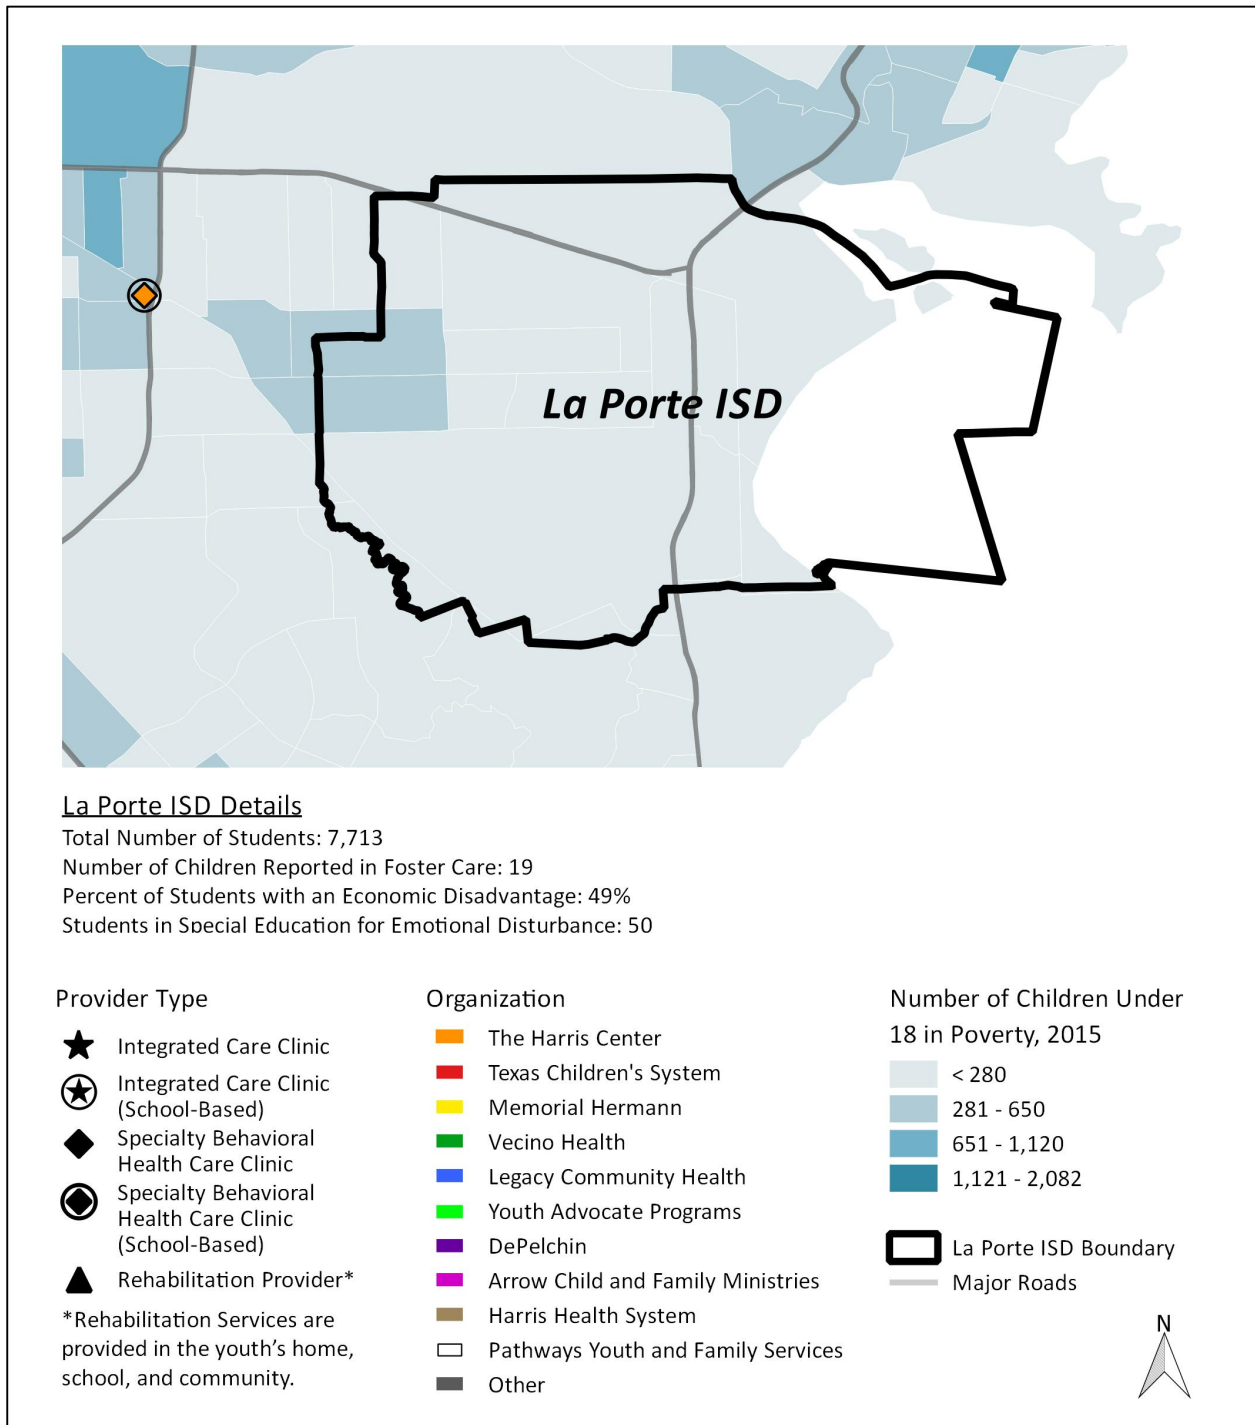 La Porte ISD
La Porte ISD Details
Total Number of Students: 7,713
Number of Children Reported in Foster Care: 19
Percent of Students with an Economic Disadvantage: 49%
Students in Special Education for Emotional Disturbance: 50
Provider Type
Integrated Care Clinic
Integrated Care Clinic
(School-Based)
Specialty Behavioral
Health Care Clinic
Specialty Behavioral
Health Care Clinic
(School-Based)
Rehabilitation Provider*
*Rehabilitation Services are
provided in the youth's home,
school, and community.
Organization
The Harris Center
Texas Children's System
Memorial Hermann
Vecino Health
Legacy Community Health
Youth Advocate Programs
DePelchin
Arrow Child and Family Ministries
Harris Health System
Pathways Youth and Family Services
Other
Number of Children Under
18 in Poverty, 2015
< 280
281 - 650
651 - 1,120
1,121 - 2,082
La Porte ISD Boundary
Major Roads
N